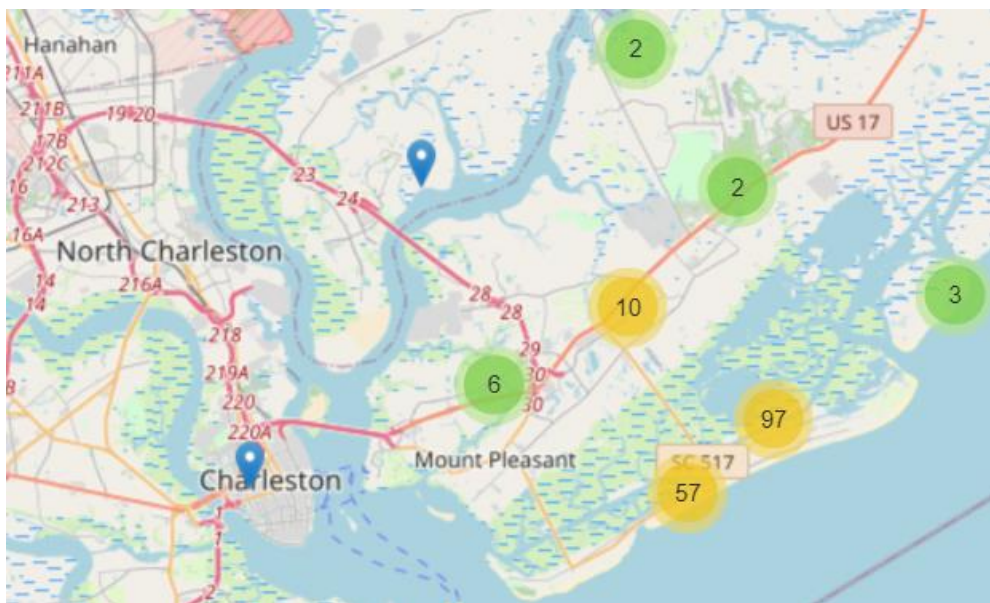 Hanahan
2
211A
211B
19-20
17B
212C
US 17
23
2
16
213
24
16A
North Charleston
14
216A
28
3
14
28
10
218
29
219A
30
6
B
220
30
97
220A
Mount Pleasant
SC 517
Charleston
57
1
1
2